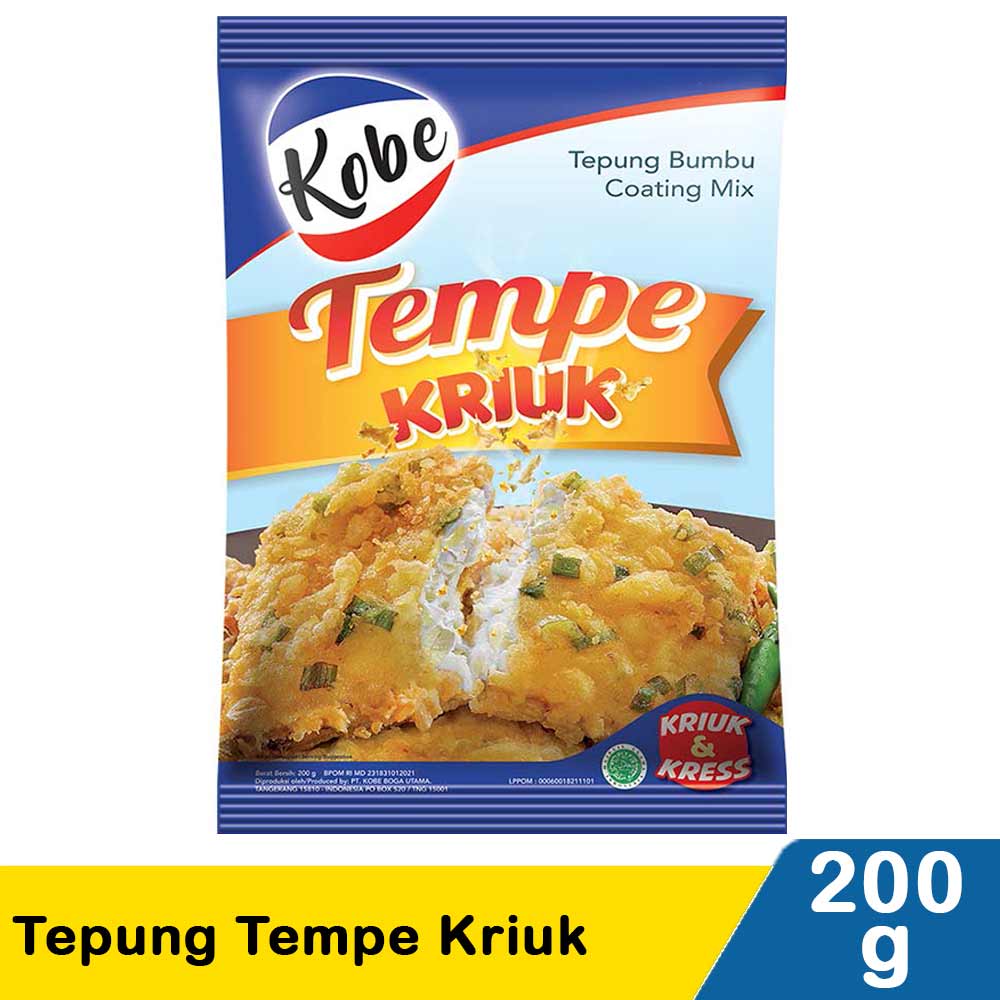 Kobe
Tepung Bumbu
Coating Mix
Tempe
KRIUK
KRIUK
&
KRESS
Berat Bersih: 200 g - BPOM RI MD 231831012021
Diproduksi oleh/Produced by: PT. KOBE BOGA UTAMA.
TANGERANG 15810 - INDONESIA PO BOX 520 / TNG 15001
LPPOM : 00060018211101
Tepung Tempe Kriuk
200
g